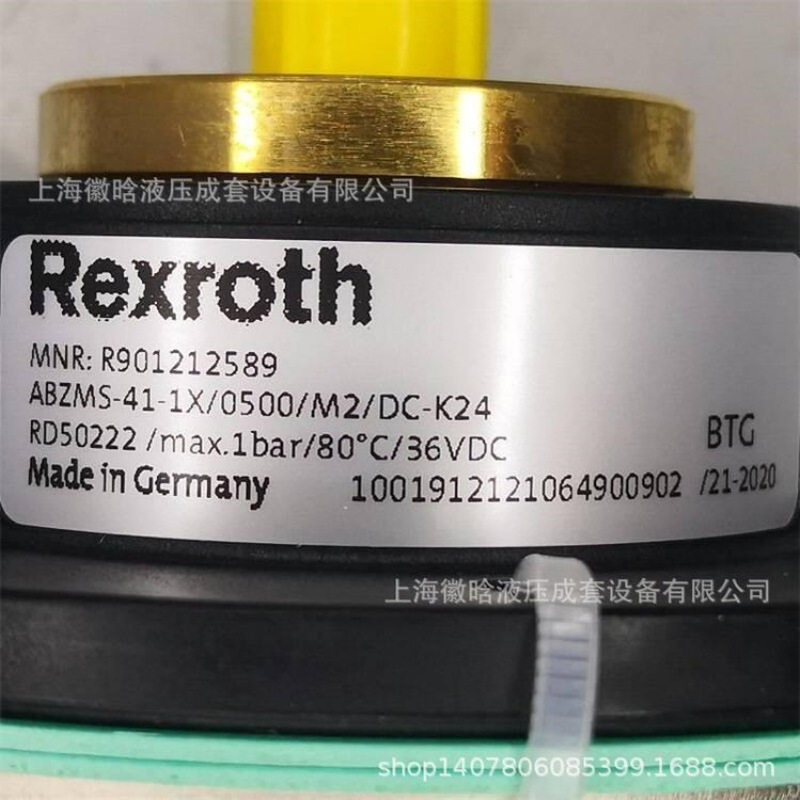 上海徽晗液压成套设备有限公司
Rexroth
MNR: R901212589
ABZMS-41-1X/0500/M2/DC-K24
RD50222 /max.1bar/80°C/36VDC
BTG
Made in Germany 1001912121064900902 /21-2020
上海徽晗液压成套设备有限公司
shop1407806085399.1688.com